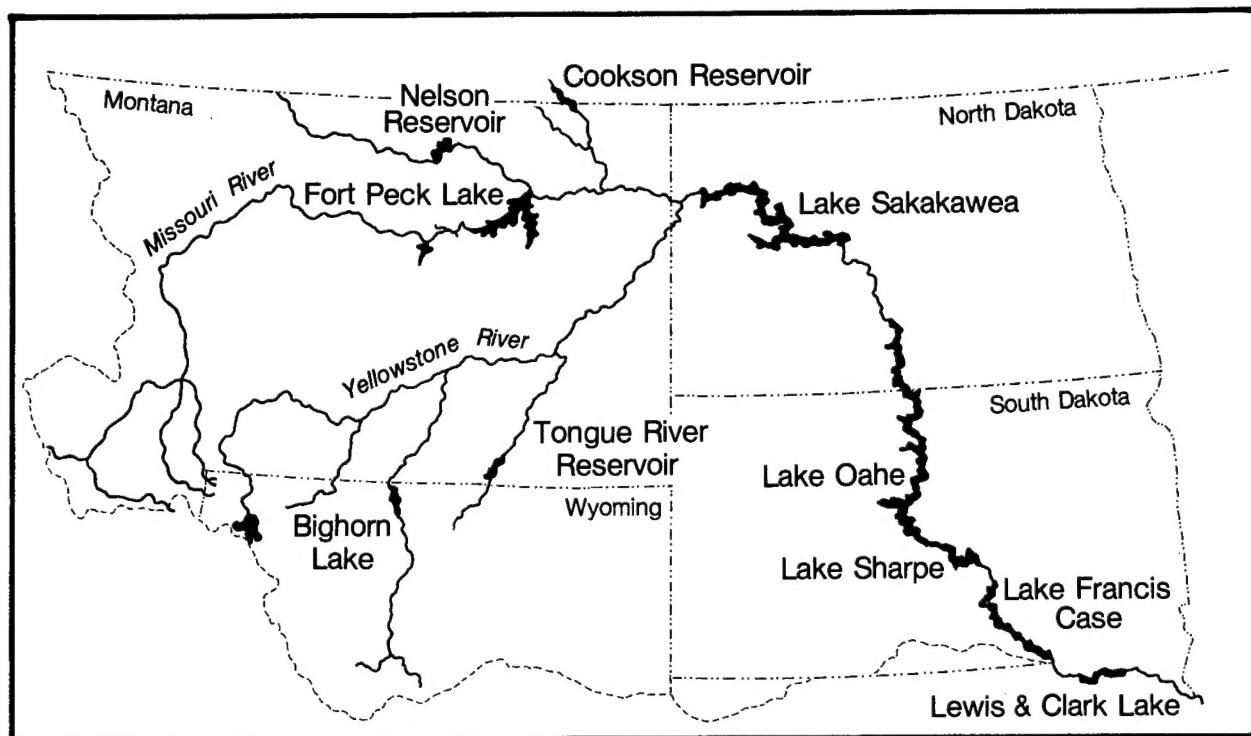 Cookson Reservoir
Montana
Nelson
Reservoir
North Dakota
Missouri River
Fort Peck Lake
Lake Sakakawea
Yellowstone River
South Dakota
Tongue River
Reservoir
Lake Oahe
Wyoming
Bighorn
Lake
Lake Sharpe
Lake Francis
Case
Lewis & Clark Lake